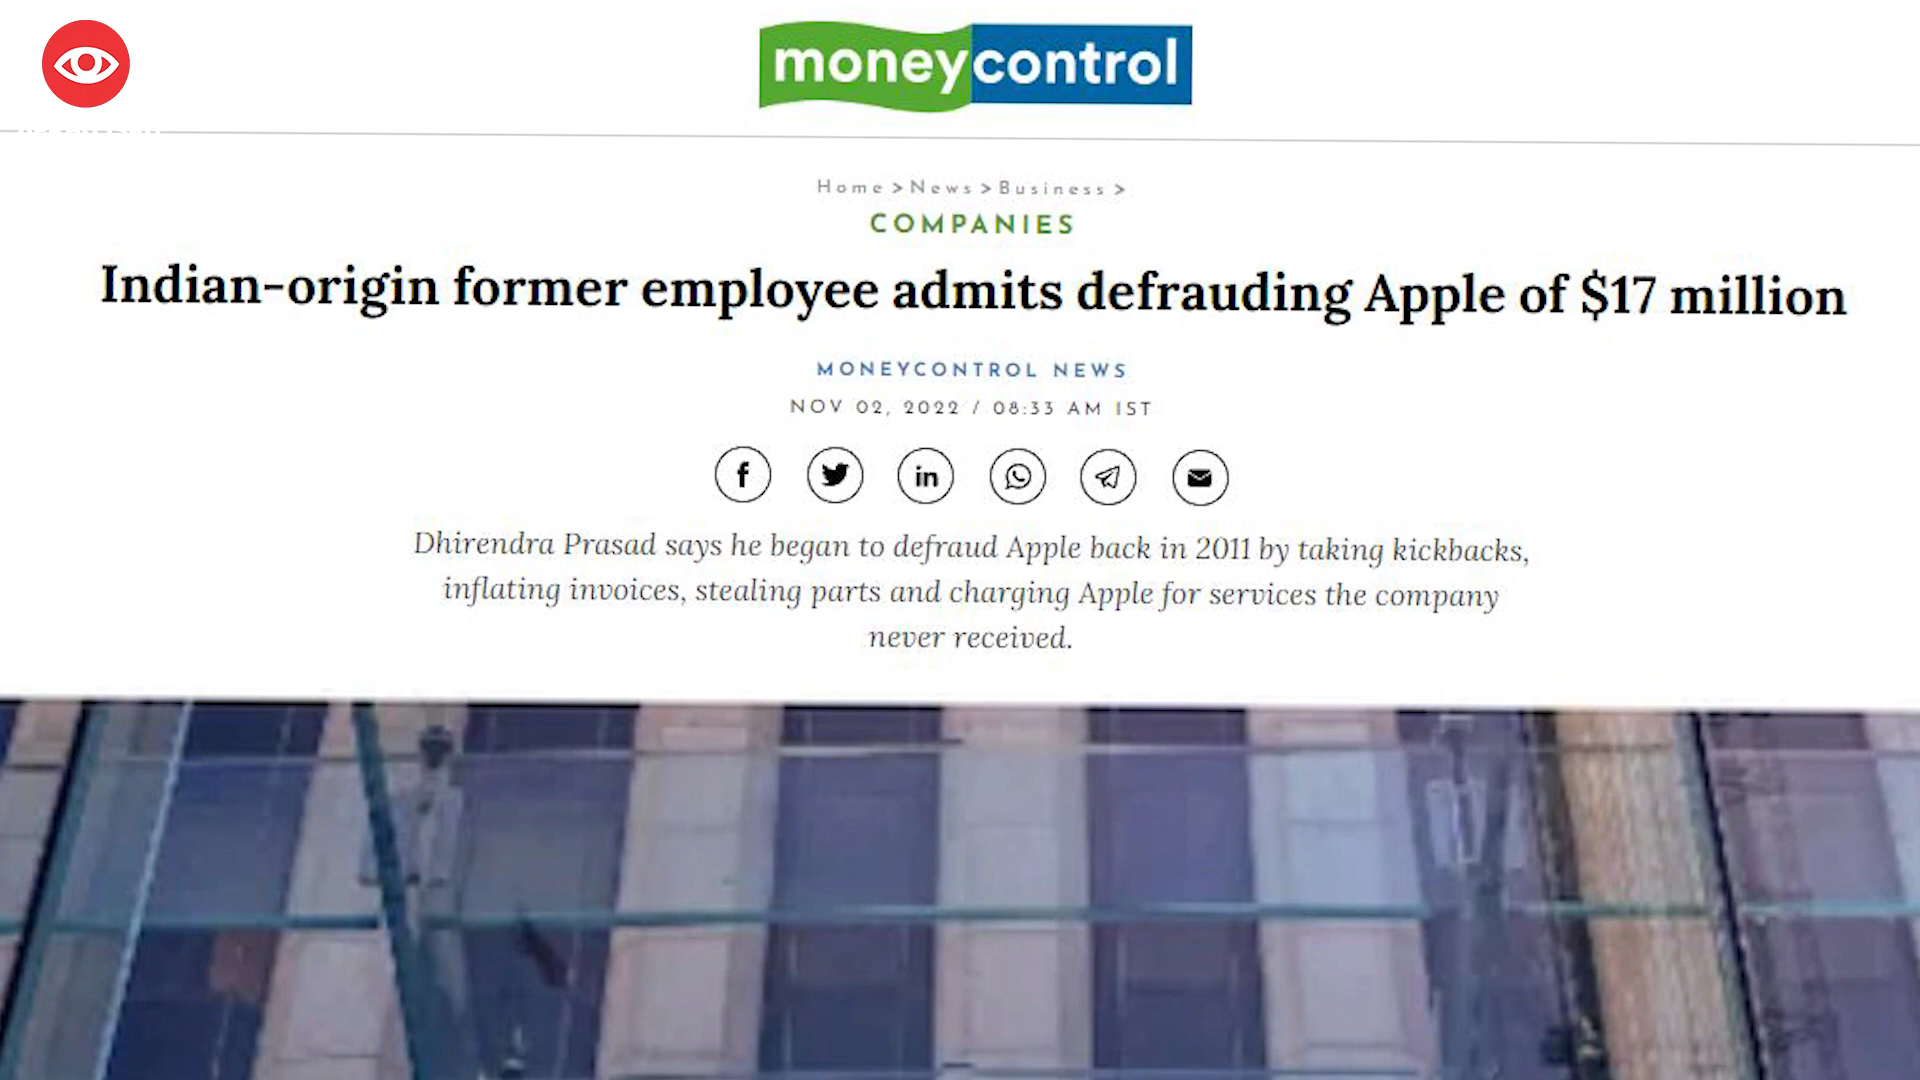 moneycontrol
Home > News > Business >
COMPANIES
Indian-origin former employee admits defrauding Apple of $17 million
MONEYCONTROL NEWS
NOV 02, 2022 / 08:33 AM IST
Dhirendra Prasad says he began to defraud Apple back in 2011 by taking kickbacks,
inflating invoices, stealing parts and charging Apple for services the company
never received.